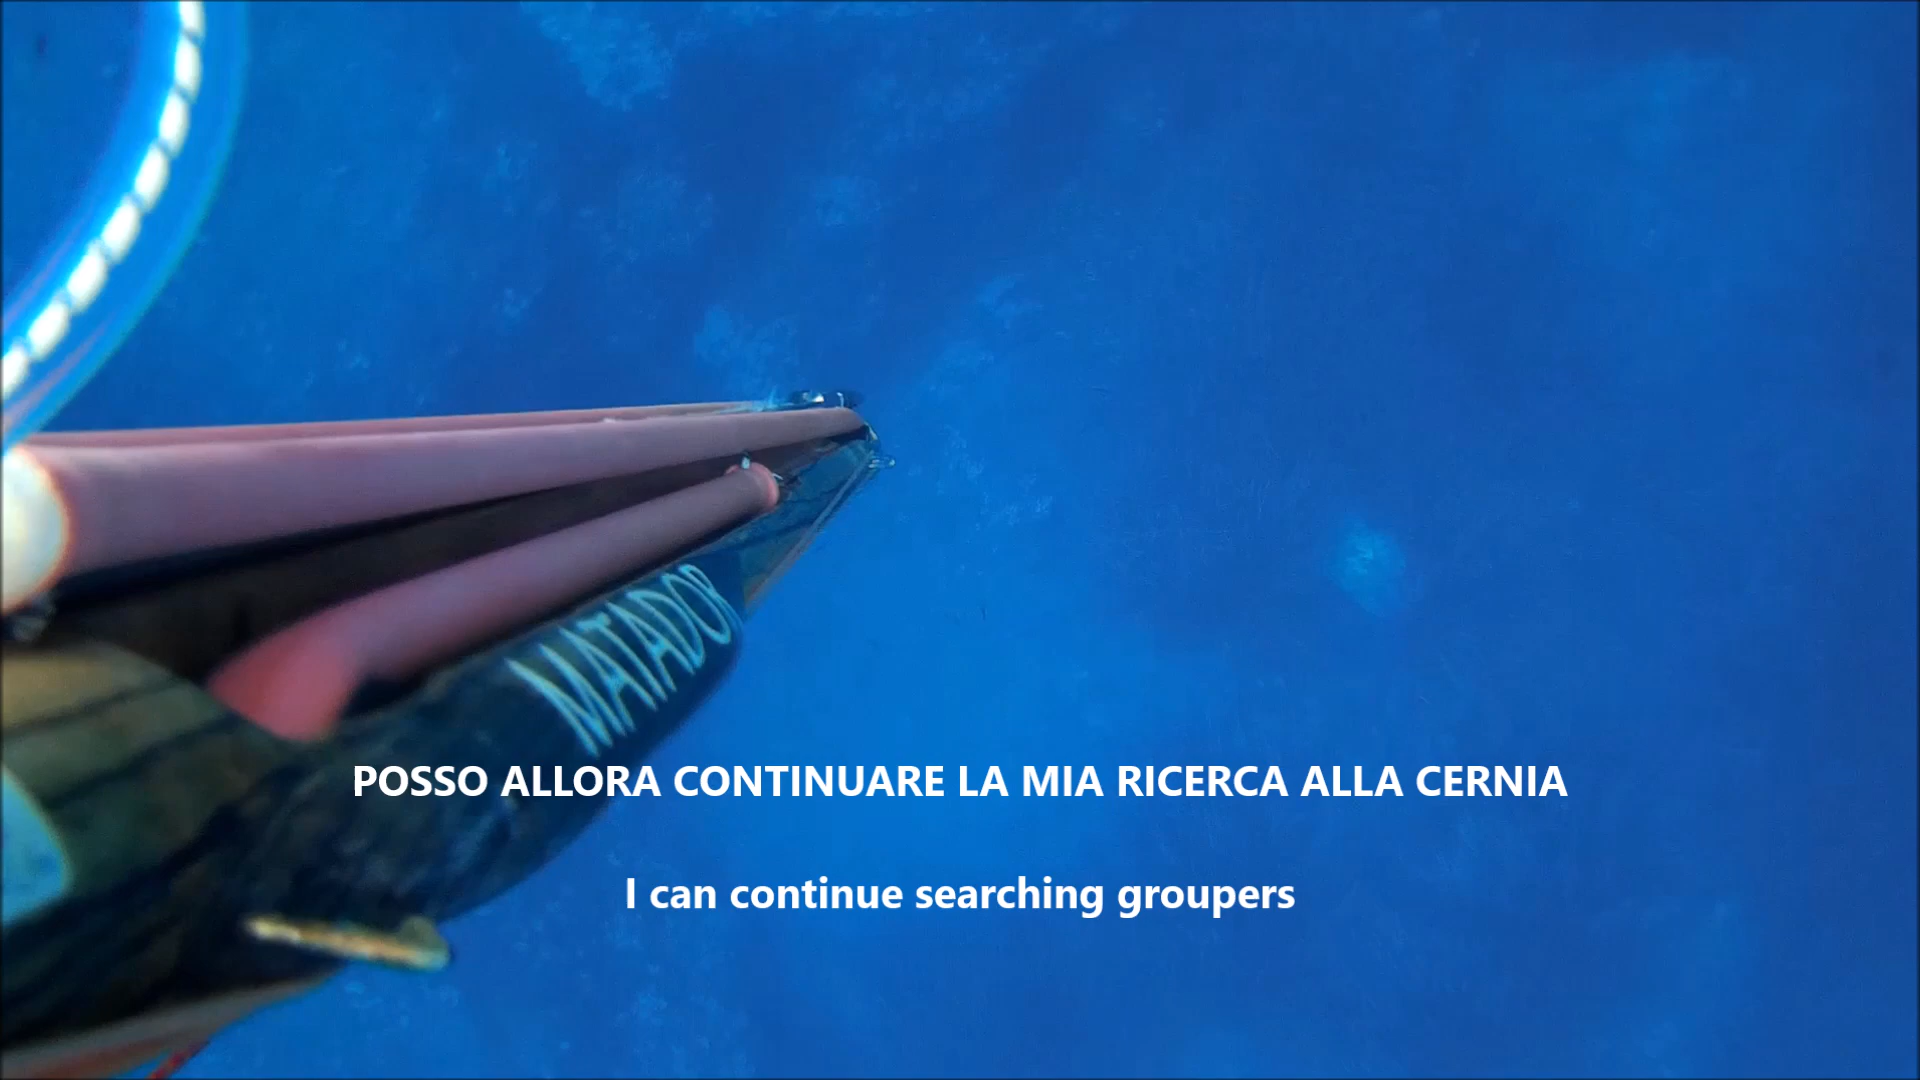 MATADOR
POSSO ALLORA CONTINUARE LA MIA RICERCA ALLA CERNIA
I can continue searching groupers